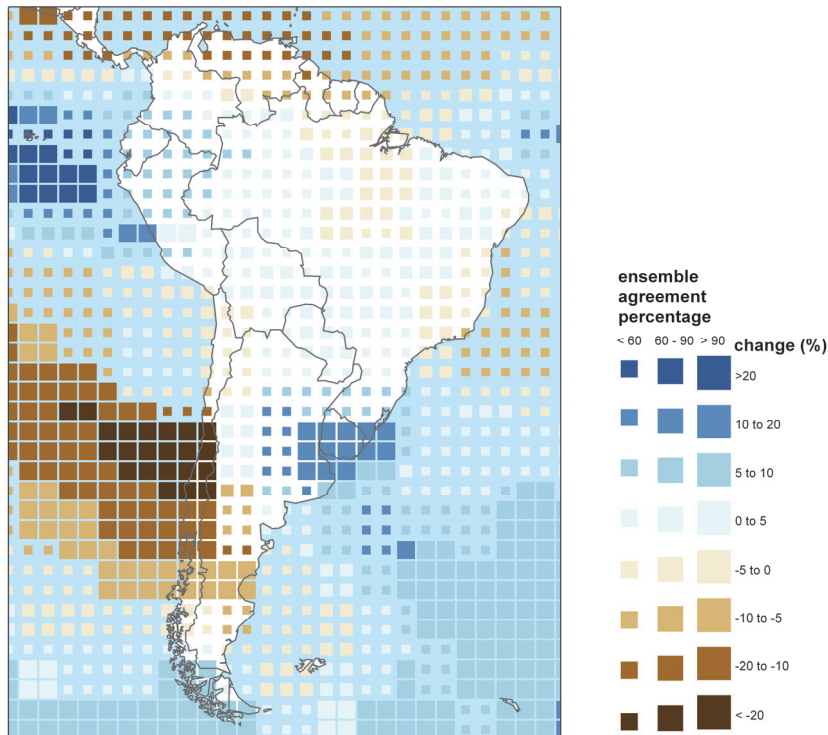 ensemble
agreement
percentage
< 60 60 - 90 > 90 change (%)
>20
10 to 20
5 to 10
0 to 5
-5 to 0
-10 to -5
-20 to -10
< -20